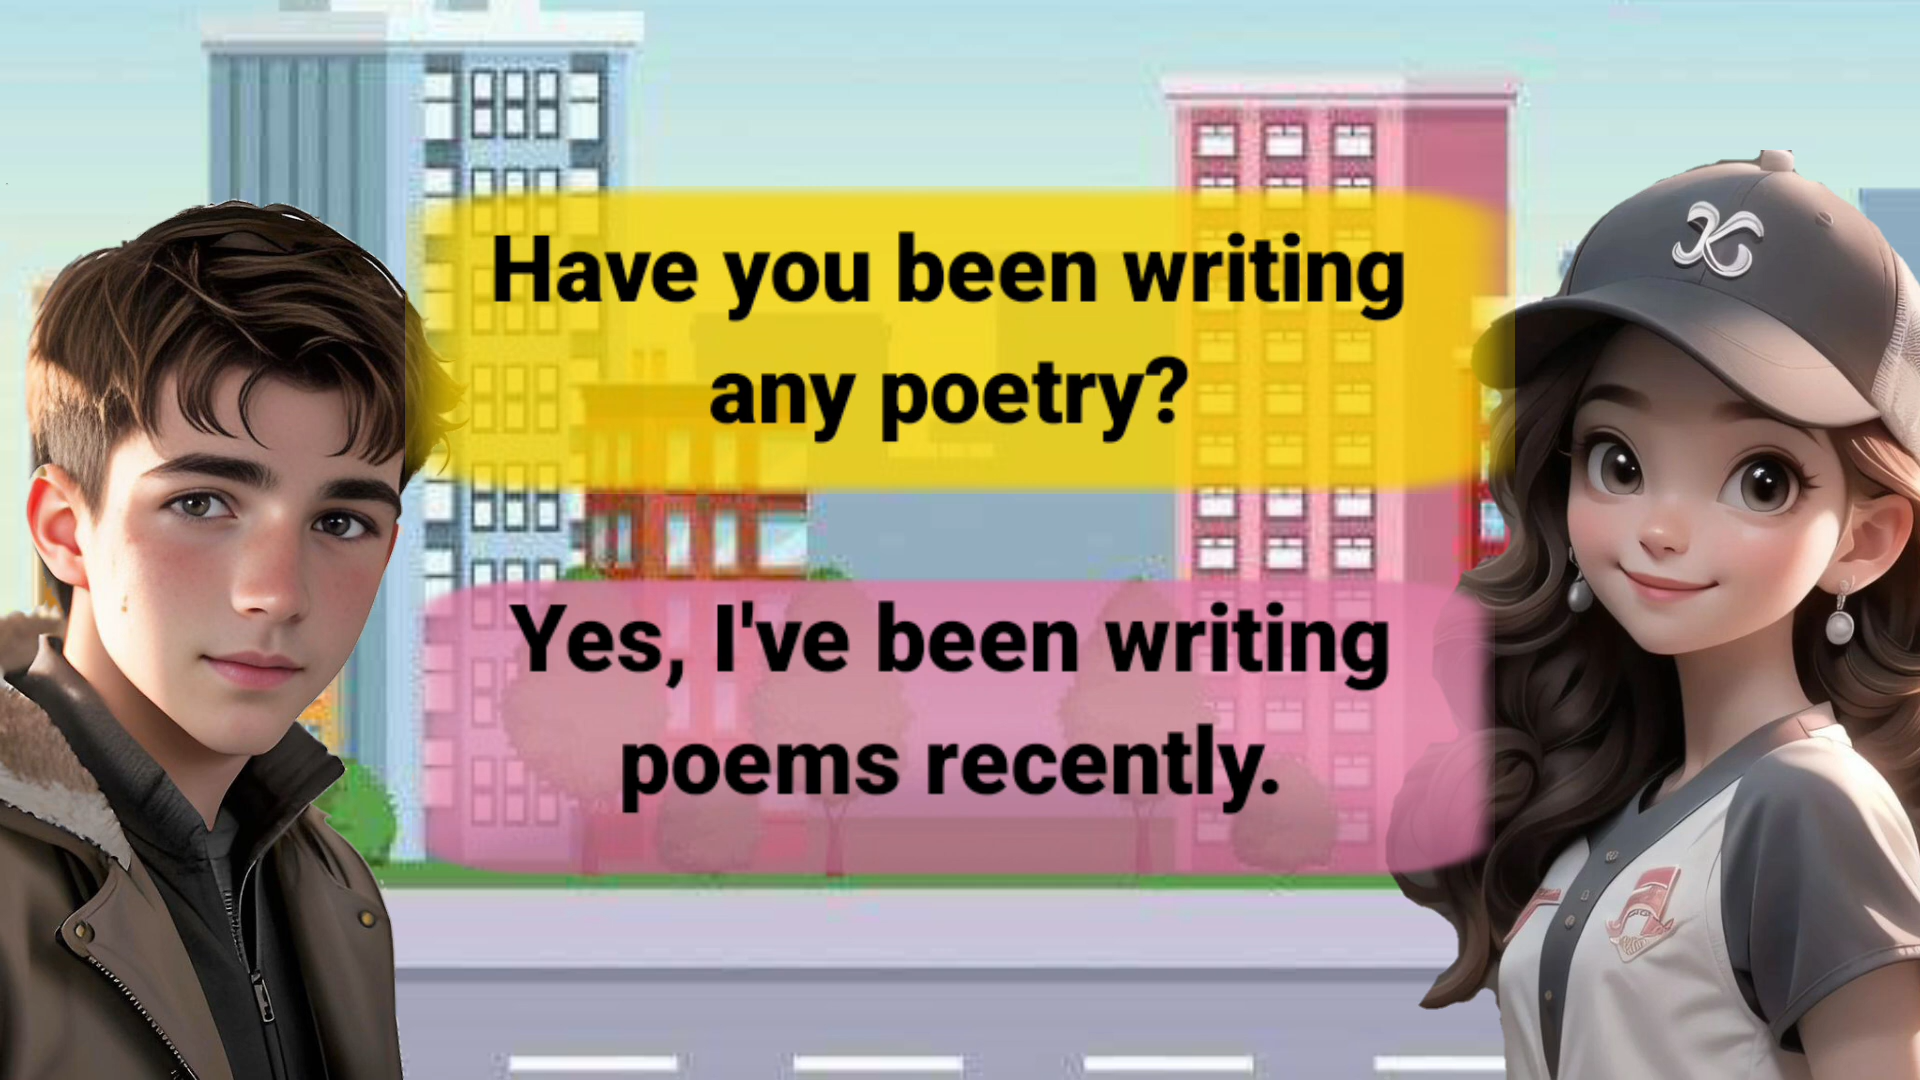 Have you been writing
any poetry?
Yes, I've been writing
poems recently.